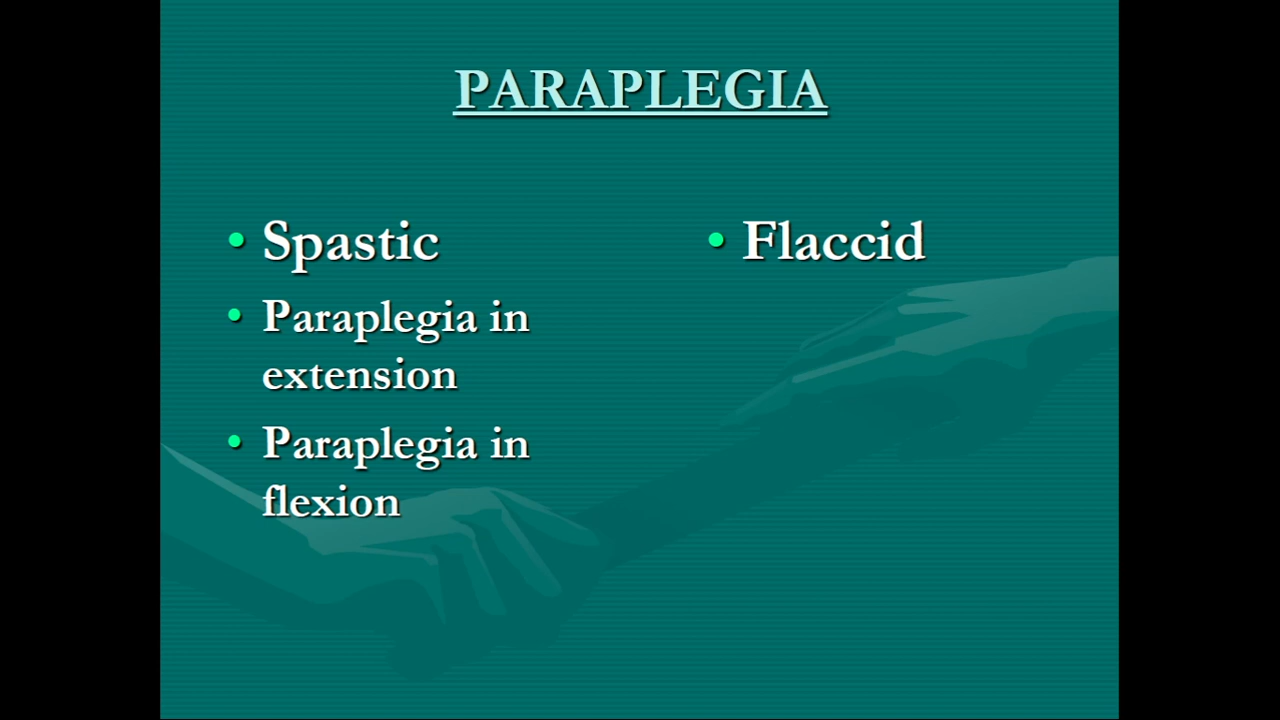 PARAPLEGIA
• Spastic
• Paraplegia in
extension
• Paraplegia in
flexion
• Flaccid